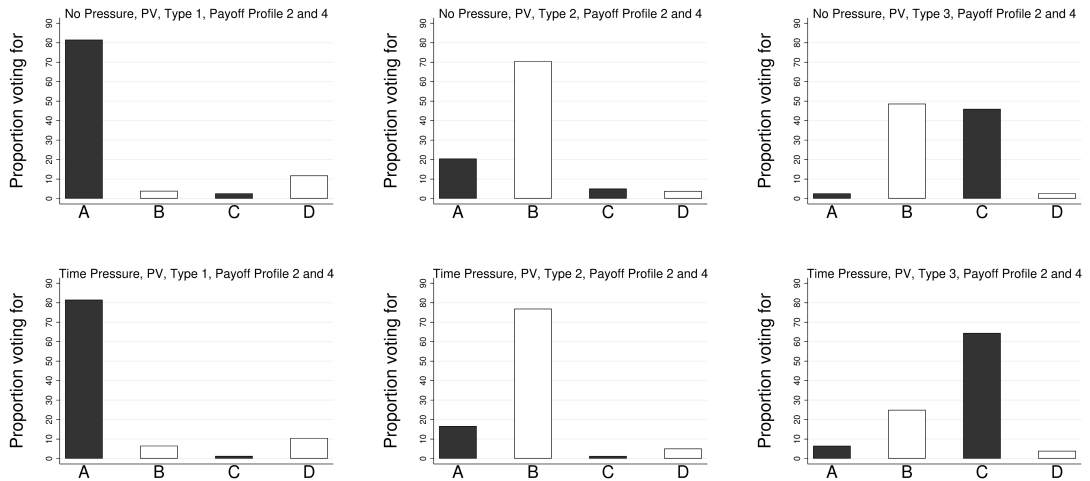 No Pressure, PV, Type 1, Payoff Profile 2 and 4
Proportion voting for
0 10 20 30 40 50 60 70 80 90
A B C D
No Pressure, PV, Type 2, Payoff Profile 2 and 4
Proportion voting for
0 10 20 30 40 50 60 70 80 90
A B C D
No Pressure, PV, Type 3, Payoff Profile 2 and 4
Proportion voting for
0 10 20 30 40 50 60 70 80 90
A B C D
Time Pressure, PV, Type 1, Payoff Profile 2 and 4
Proportion voting for
0 10 20 30 40 50 60 70 80 90
A B C D
Time Pressure, PV, Type 2, Payoff Profile 2 and 4
Proportion voting for
0 10 20 30 40 50 60 70 80 90
A B C D
Time Pressure, PV, Type 3, Payoff Profile 2 and 4
Proportion voting for
0 10 20 30 40 50 60 70 80 90
A B C D